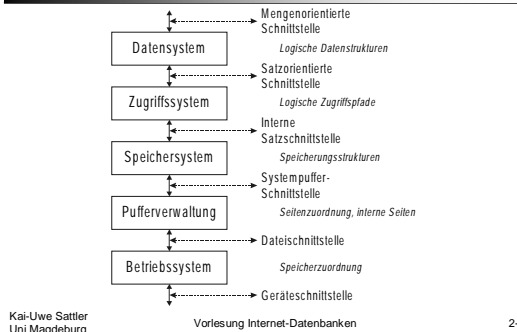 Mengenorientierte
Schnittstelle
Datensystem
Logische Datenstrukturen
Satzorientierte
Schnittstelle
Zugriffssystem
Logische Zugriffspfade
Interne
Satzschnittstelle
Speichersystem
Speicherungsstrukturen
Systempuffer-
Schnittstelle
Pufferverwaltung
Seitenzuordnung, interne Seiten
Dateischnittstelle
Betriebssystem
Speicherzuordnung
Geräteschnittstelle
Kai-Uwe Sattler
Uni Magdeburg
Vorlesung Internet-Datenbanken
2-